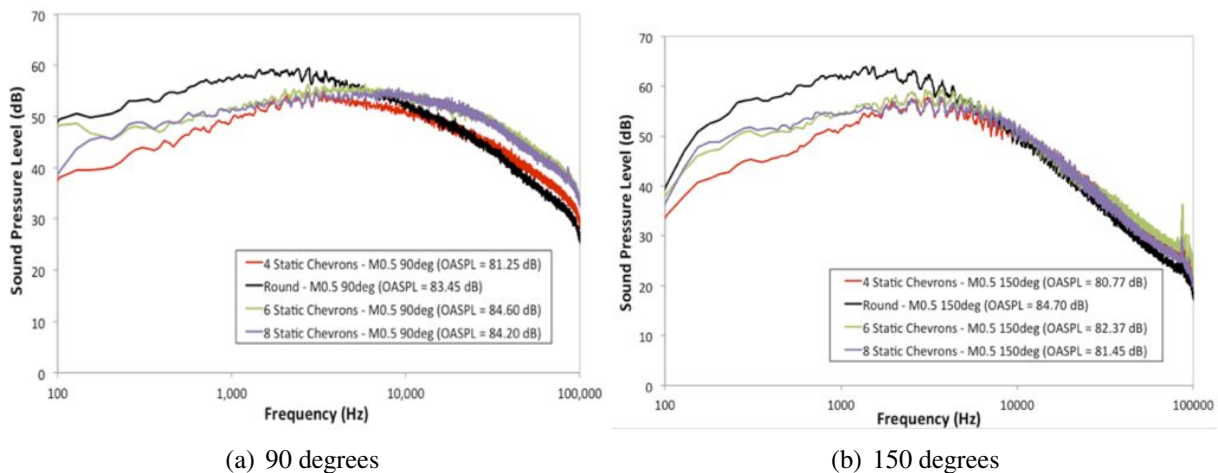 70
60
50
40
30
20
10
0
Sound Pressure Level (dB)
4 Static Chevrons - M0.5 90deg (OASPL = 81.25 dB)
Round - M0.5 90deg (OASPL = 83.45 dB)
6 Static Chevrons - M0.5 90deg (OASPL = 84.60 dB)
8 Static Chevrons - M0.5 90deg (OASPL = 84.20 dB)
100 1,000 10,000 100,000
Frequency (Hz)
(a) 90 degrees
70
60
50
40
30
20
10
0
Sound Pressure Level (dB)
4 Static Chevrons - M0.5 150deg (OASPL = 80.77 dB)
Round - M0.5 150deg (OASPL = 84.70 dB)
6 Static Chevrons - M0.5 150deg (OASPL = 82.37 dB)
8 Static Chevrons - M0.5 150deg (OASPL = 81.45 dB)
100 1000 10000 100000
Frequency (Hz)
(b) 150 degrees